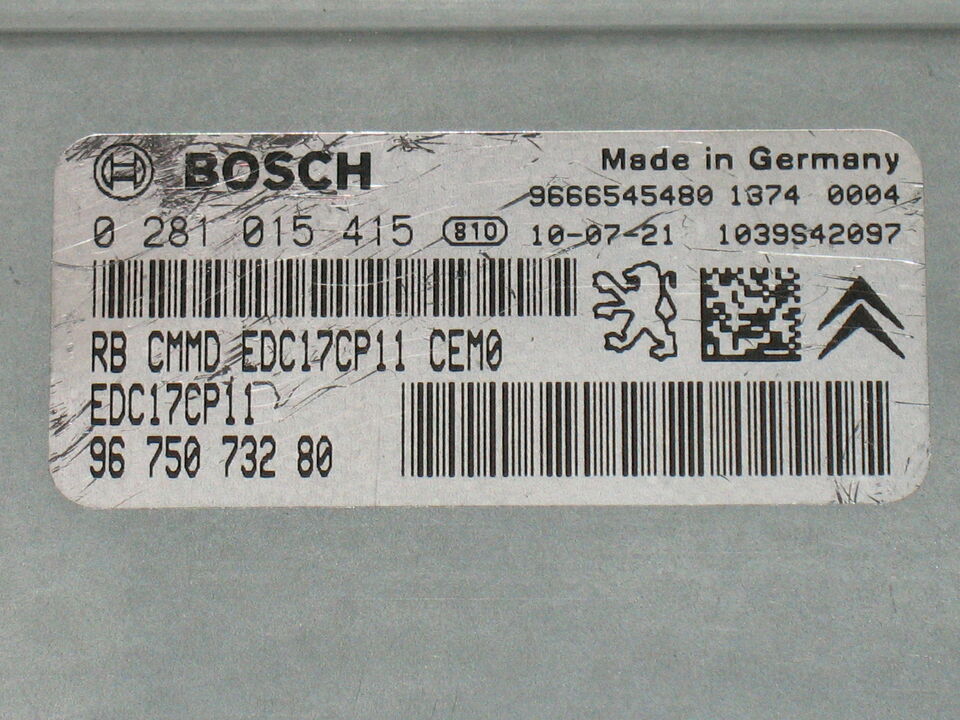 BOSCH
Made in Germany
9666545480 1374 0004
0 281 015 415 810 10-07-21 1039S42097
RB CMMD EDC17CP11 CEM0
EDC17CP11
96 750 732 80